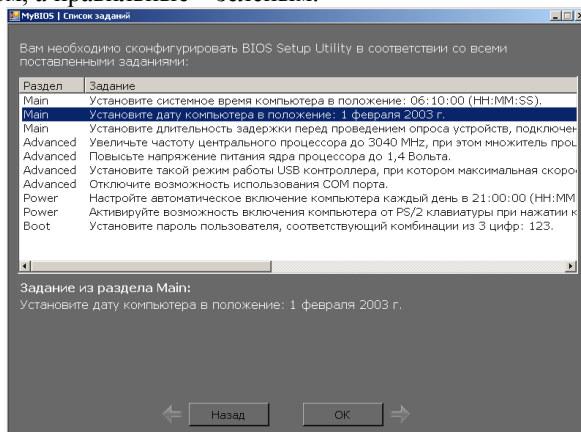 а правильные – зеленым.
MyBIOS | Список заданий
Вам необходимо сконфигурировать BIOS Setup Utility в соответствии со всеми
поставленными заданиями:
Раздел Задание
Main Установите системное время компьютера в положение: 06:10:00 (HH:MM:SS).
Main Установите дату компьютера в положение: 1 февраля 2003 г.
Main Установите длительность задержки перед проведением опроса устройств, подключен
Advanced Увеличьте частоту центрального процессора до 3040 MHz, при этом множитель проц
Advanced Повысьте напряжение питания ядра процессора до 1,4 Вольта.
Advanced Установите такой режим работы USB контроллера, при котором максимальная скоро
Advanced Отключите возможность использования COM порта.
Power Настройте автоматическое включение компьютера каждый день в 21:00:00 (HH:MM
Power Активируйте возможность включения компьютера от PS/2 клавиатуры при нажатии к
Boot Установите пароль пользователя, соответствующий комбинации из 3 цифр: 123.
Задание из раздела Main:
Установите дату компьютера в положение: 1 февраля 2003 г.
Назад OK